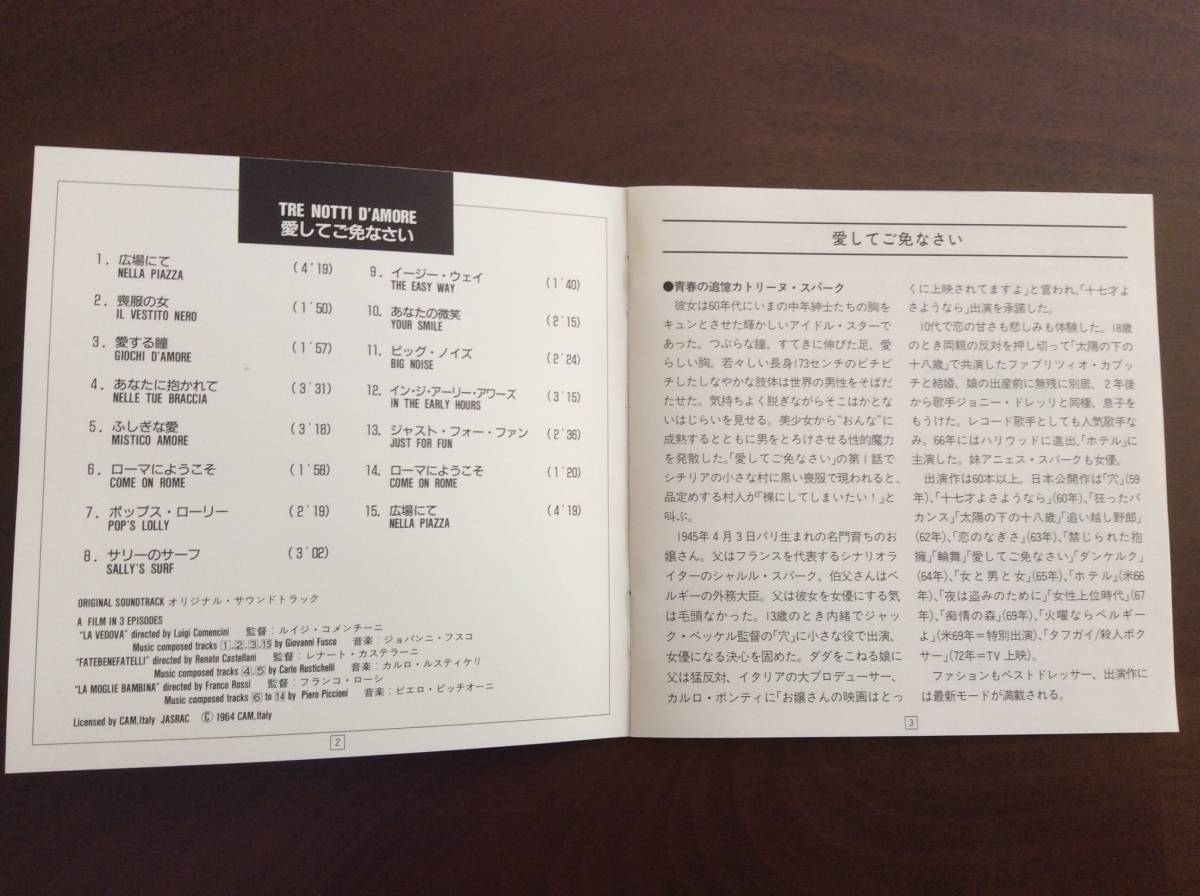 TRE NOTTI D'AMORE
愛してご免なさい
1. 広場にて (4'19)
NELLA PIAZZA
2. 喪服の女 (1'50)
IL VESTITO NERO
3. 愛する瞳 (1'57)
GIOCHI D'AMORE
4. あなたに抱かれて (3'31)
NELLE TUE BRACCIA
5. ふしぎな愛 (3'18)
MISTICO AMORE
6. ローマにようこそ (1'58)
COME ON ROME
7. ポップス・ローリー (2'19)
POP'S LOLLY
8. サリーのサーフ (3'02)
SALLY'S SURF
9. イージー・ウェイ (1'40)
THE EASY WAY
10. あなたの微笑 (2'15)
YOUR SMILE
11. ビッグ・ノイズ (2'24)
BIG NOISE
12. イン・ジ・アーリー・アワーズ (3'15)
IN THE EARLY HOURS
13. ジャスト・フォー・ファン (2'36)
JUST FOR FUN
14. ローマにようこそ (1'20)
COME ON ROME
15. 広場にて (4'19)
NELLA PIAZZA
ORIGINAL SOUNDTRACK オリジナル・サウンドトラック
A FILM IN 3 EPISODES
"LA VEDOVA" directed by Luigi Comencini 監督:ルイジ・コメンチーニ
Music composed tracks 1,2,3,15 by Giovanni Fusco 音楽:ジョバンニ・フスコ
"FATEBENEFATELLI" directed by Renato Castellani 監督:レナート・カステラーニ
Music composed tracks 4,5 by Carlo Rustichelli 音楽:カルロ・ルスティケリ
"LA MOGLIE BAMBINA" directed by Franco Rossi 監督:フランコ・ローシ
Music composed tracks 6 to 14 by Piero Piccioni 音楽:ピエロ・ピッチオーニ
Licensed by CAM,Italy JASRAC Ⓒ 1964 CAM,Italy
2
愛してご免なさい
●青春の追憶カトリーヌ・スパーク
彼女は60年代にいまの中年紳士たちの胸を
キュンとさせた輝かしいアイドル・スターで
あった。つぶらな瞳、すてきに伸びた足、愛
らしい胸。若々しい長身173センチのピチピ
チしたしなやかな肢体は世界の男性をそばだ
たせた。気持ちよく脱ぎながらそこはかとな
いはじらいを見せる。美少女から“おんな”に
成熟するとともに男をとろけさせる性的魔力
を発散した。「愛してご免なさい」の第1話で
シチリアの小さな村に黒い喪服で現われると、
品定めする村人が「裸にしてしまいたい!」と
叫ぶ。
1945年4月3日パリ生まれの名門育ちのお
嬢さん。父はフランスを代表するシナリオラ
イターのシャルル・スパーク、伯父さんはベ
ルギーの外務大臣。父は彼女を女優にする気
は毛頭なかった。13歳のとき内緒でジャッ
ク・ベッケル監督の「穴」に小さな役で出演、
女優になる決心を固めた。ダダをこねる娘に
父は猛反対、イタリアの大プロデューサー、
カルロ・ポンティに「お嬢さんの映画はとっ
くに上映されてますよ」と言われ、「十七才よ
さようなら」出演を承諾した。
10代で恋の甘さも悲しみも体験した。18歳
のとき両親の反対を押し切って「太陽の下の
十八歳」で共演したファブリツィオ・カプッ
チと結婚、娘の出産前に無残に別居、2年後
から歌手ジョニー・ドレッリと同棲、息子を
もうけた。レコード歌手としても人気歌手な
み。66年にはハリウッドに進出、「ホテル」に
主演した。妹アニェス・スパークも女優。
出演作は60本以上。日本公開作は「穴」(59
年)、「十七才よさようなら」(60年)、「狂ったバ
カンス」「太陽の下の十八歳」「追い越し野郎」
(62年)、「恋のなぎさ」(63年)、「禁じられた抱
擁」「輪舞」「愛してご免なさい」「ダンケルク」
(64年)、「女と男と女」(65年)、「ホテル」(米66
年)、「夜は盗みのために」「女性上位時代」(67
年)、「痴情の森」(69年)、「火曜ならベルギー
よ」(米69年=特別出演)、「タフガイ/殺人ボク
サー」(72年=TV上映)。
ファションもベストドレッサー、出演作に
は最新モードが満載される。
3